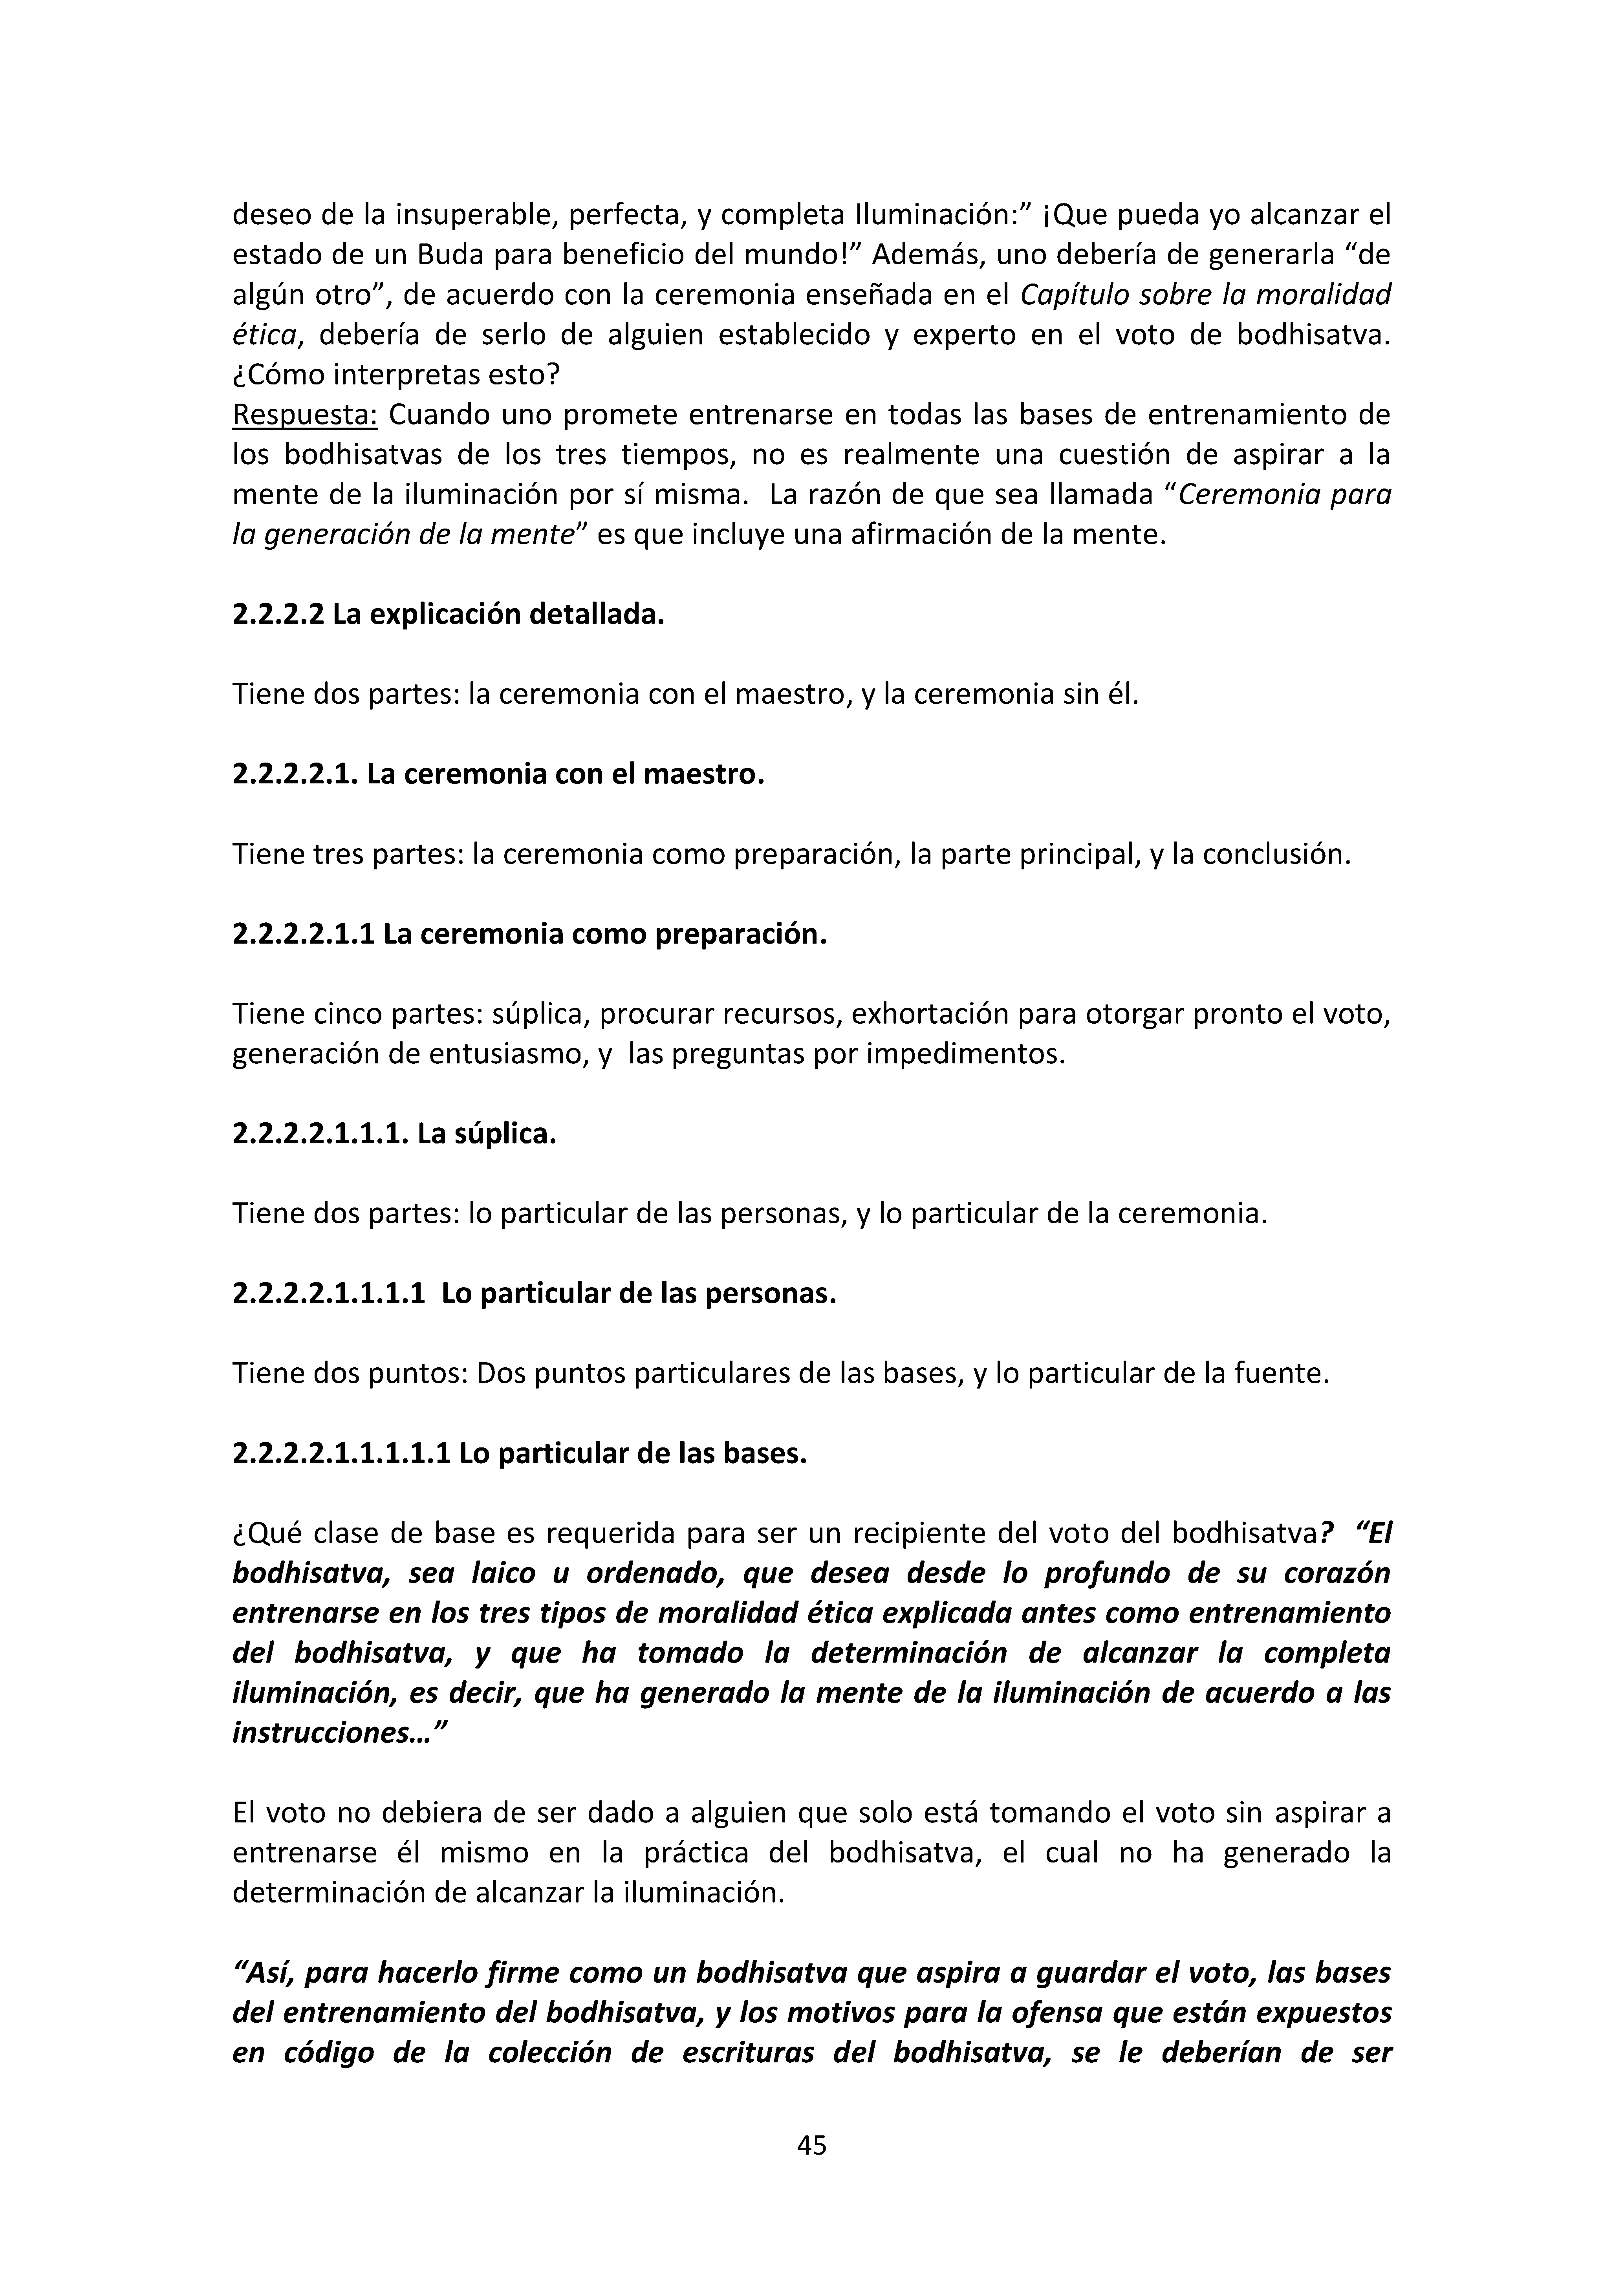 deseo de la insuperable, perfecta, y completa Iluminación:” ¡Que pueda yo alcanzar el
estado de un Buda para beneficio del mundo!” Además, uno debería de generarla “de
algún otro”, de acuerdo con la ceremonia enseñada en el Capítulo sobre la moralidad
ética, debería de serlo de alguien establecido y experto en el voto de bodhisatva.
¿Cómo interpretas esto?
Respuesta: Cuando uno promete entrenarse en todas las bases de entrenamiento de
los bodhisatvas de los tres tiempos, no es realmente una cuestión de aspirar a la
mente de la iluminación por sí misma. La razón de que sea llamada “Ceremonia para
la generación de la mente” es que incluye una afirmación de la mente.
2.2.2.2 La explicación detallada.
Tiene dos partes: la ceremonia con el maestro, y la ceremonia sin él.
2.2.2.2.1. La ceremonia con el maestro.
Tiene tres partes: la ceremonia como preparación, la parte principal, y la conclusión.
2.2.2.2.1.1 La ceremonia como preparación.
Tiene cinco partes: súplica, procurar recursos, exhortación para otorgar pronto el voto,
generación de entusiasmo, y las preguntas por impedimentos.
2.2.2.2.1.1.1. La súplica.
Tiene dos partes: lo particular de las personas, y lo particular de la ceremonia.
2.2.2.2.1.1.1.1 Lo particular de las personas.
Tiene dos puntos: Dos puntos particulares de las bases, y lo particular de la fuente.
2.2.2.2.1.1.1.1.1 Lo particular de las bases.
¿Qué clase de base es requerida para ser un recipiente del voto del bodhisatva? “El
bodhisatva, sea laico u ordenado, que desea desde lo profundo de su corazón
entrenarse en los tres tipos de moralidad ética explicada antes como entrenamiento
del bodhisatva, y que ha tomado la determinación de alcanzar la completa
iluminación, es decir, que ha generado la mente de la iluminación de acuerdo a las
instrucciones…”
El voto no debiera de ser dado a alguien que solo está tomando el voto sin aspirar a
entrenarse él mismo en la práctica del bodhisatva, el cual no ha generado la
determinación de alcanzar la iluminación.
“Así, para hacerlo firme como un bodhisatva que aspira a guardar el voto, las bases
del entrenamiento del bodhisatva, y los motivos para la ofensa que están expuestos
en código de la colección de escrituras del bodhisatva, se le deberían de ser
45